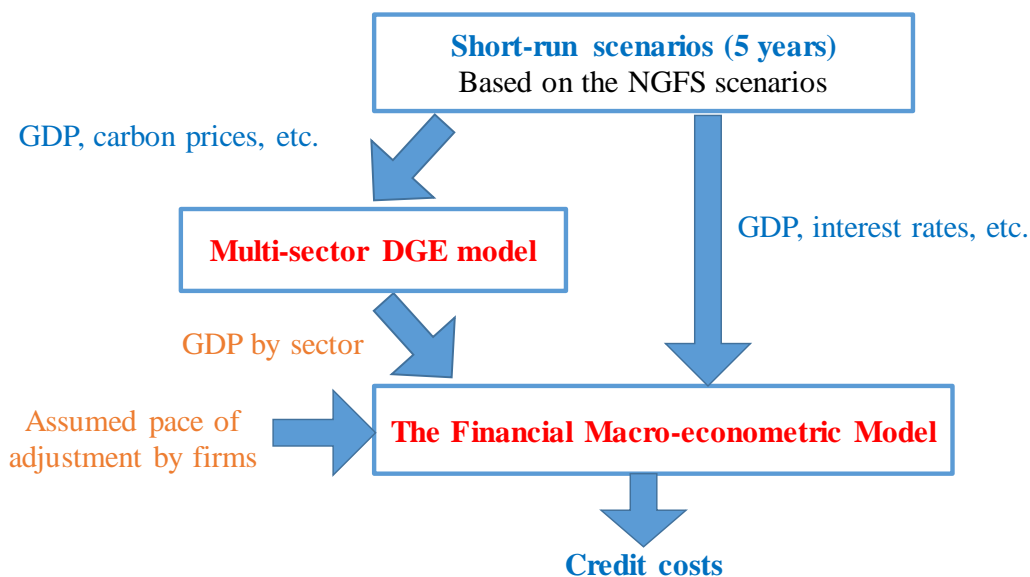 Short-run scenarios (5 years)
Based on the NGFS scenarios
GDP, carbon prices, etc.
GDP, interest rates, etc.
Multi-sector DGE model
GDP by sector
Assumed pace of
adjustment by firms
The Financial Macro-econometric Model
Credit costs